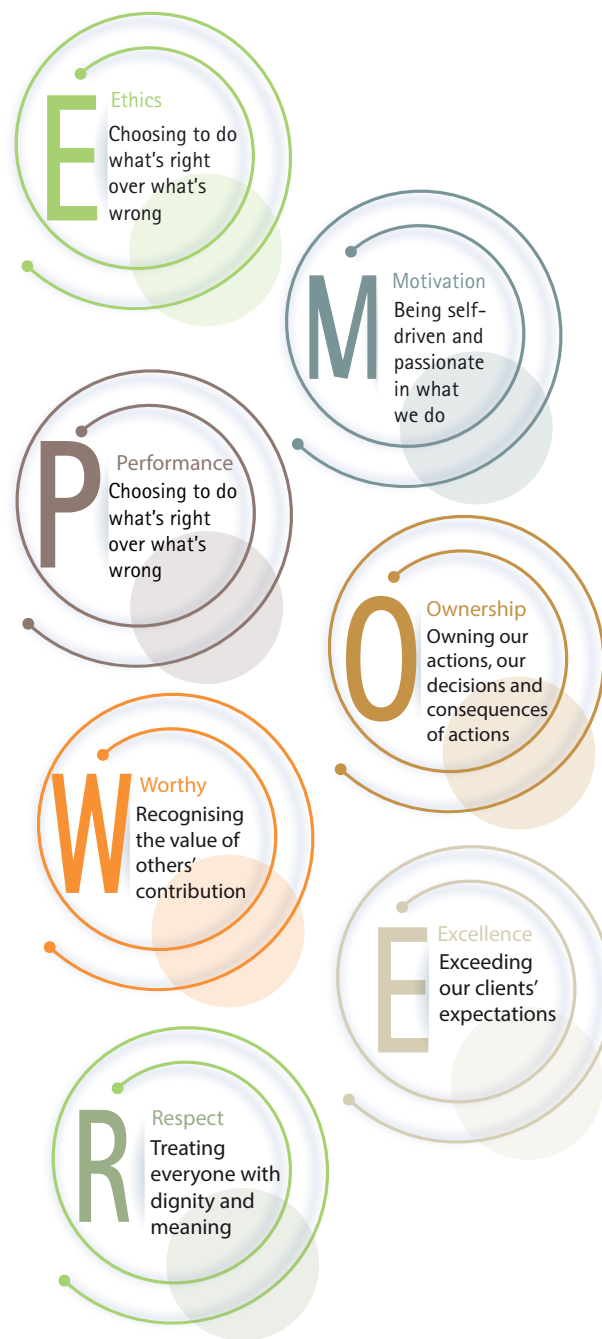 E
Ethics
Choosing to do
what's right
over what's
wrong
M
Motivation
Being self-
driven and
passionate
in what
we do
P
Performance
Choosing to do
what's right
over what's
wrong
O
Ownership
Owning our
actions, our
decisions and
consequences
of actions
W
Worthy
Recognising
the value of
others'
contribution
E
Excellence
Exceeding
our clients'
expectations
R
Respect
Treating
everyone with
dignity and
meaning